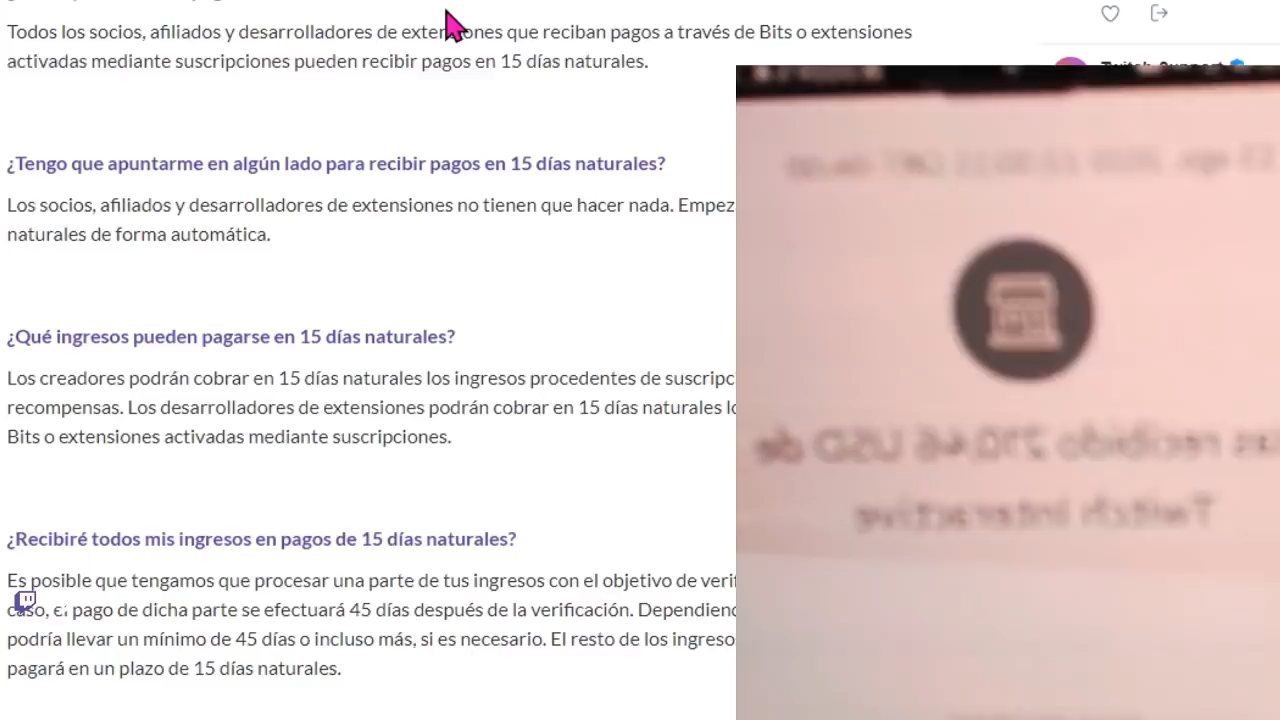 Todos los socios, afiliados y desarrolladores de extensiones que reciban pagos a través de Bits o extensiones
activadas mediante suscripciones pueden recibir pagos en 15 días naturales.
Twitch Support
¿Tengo que apuntarme en algún lado para recibir pagos en 15 días naturales?
Los socios, afiliados y desarrolladores de extensiones no tienen que hacer nada. Empez
naturales de forma automática.
¿Qué ingresos pueden pagarse en 15 días naturales?
Los creadores podrán cobrar en 15 días naturales los ingresos procedentes de suscripc
recompensas. Los desarrolladores de extensiones podrán cobrar en 15 días naturales lo
Bits o extensiones activadas mediante suscripciones.
¿Recibiré todos mis ingresos en pagos de 15 días naturales?
Es posible que tengamos que procesar una parte de tus ingresos con el objetivo de verif
caso, el pago de dicha parte se efectuará 45 días después de la verificación. Dependienc
podría llevar un mínimo de 45 días o incluso más, si es necesario. El resto de los ingreso
pagará en un plazo de 15 días naturales.
recibido USD de
Twitch Interactive